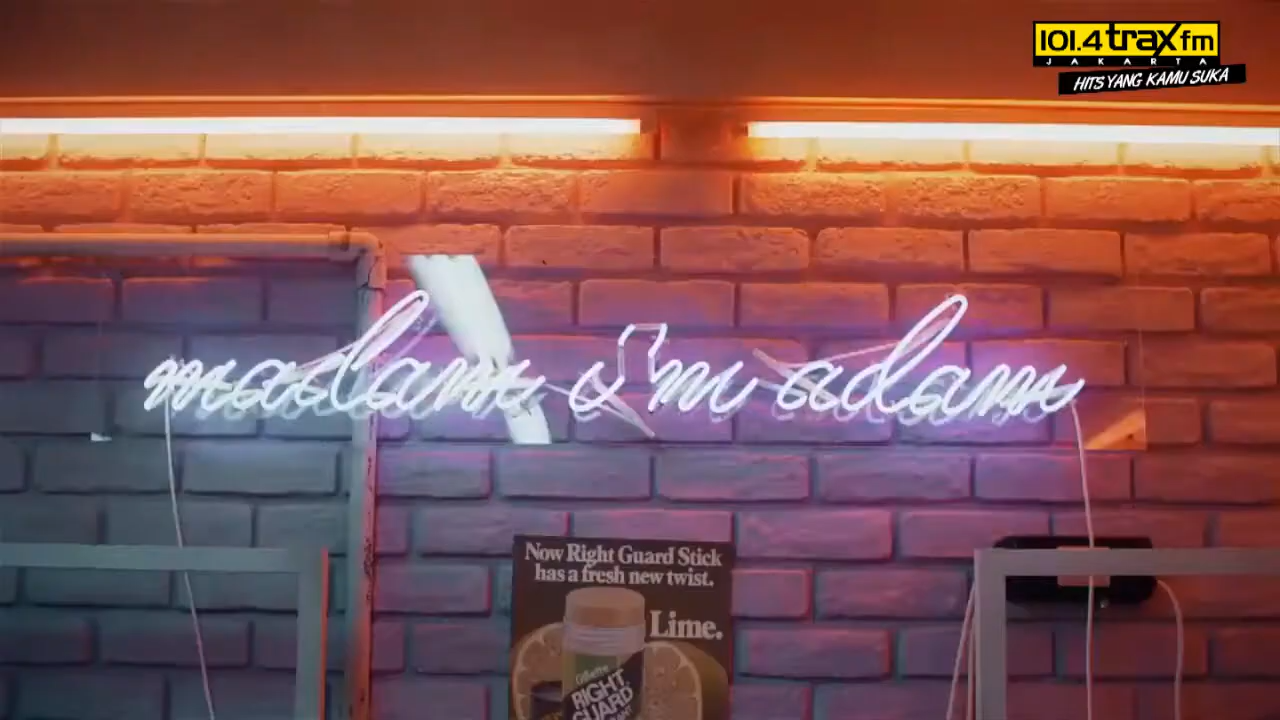 101.4 trax fm
JAKARTA
HITS YANG KAMU SUKA
madam i'm adam
Now Right Guard Stick
has a fresh new twist.
Lime.
Gillette
RIGHT
GUARD